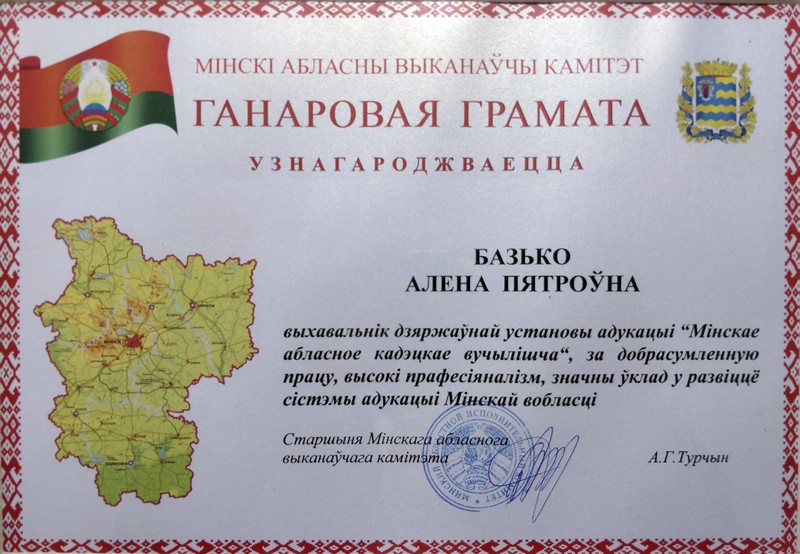 МІНСКІ АБЛАСНЫ ВЫКАНАЎЧЫ КАМІТЭТ
ГАНАРОВАЯ ГРАМАТА
УЗНАГАРОДЖВАЕЦЦА
БАЗЬКО
АЛЕНА ПЯТРОЎНА
выхавальнік дзяржаўнай установы адукацыі “Мінскае
абласное кадэцкае вучылішча“, за добрасумленную
працу, высокі прафесіяналізм, значны ўклад у развіццё
сістэмы адукацыі Мінскай вобласці
Старшыня Мінскага абласнога
выканаўчага камітэта
А.Г.Турчын